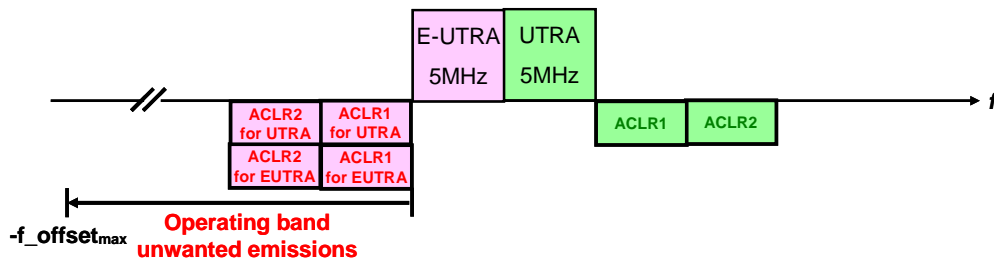 E-UTRA
5MHz
UTRA
5MHz
f
ACLR2
for UTRA
ACLR1
for UTRA
ACLR1
ACLR2
ACLR2
for EUTRA
ACLR1
for EUTRA
-f_offsetmax
Operating band
unwanted emissions